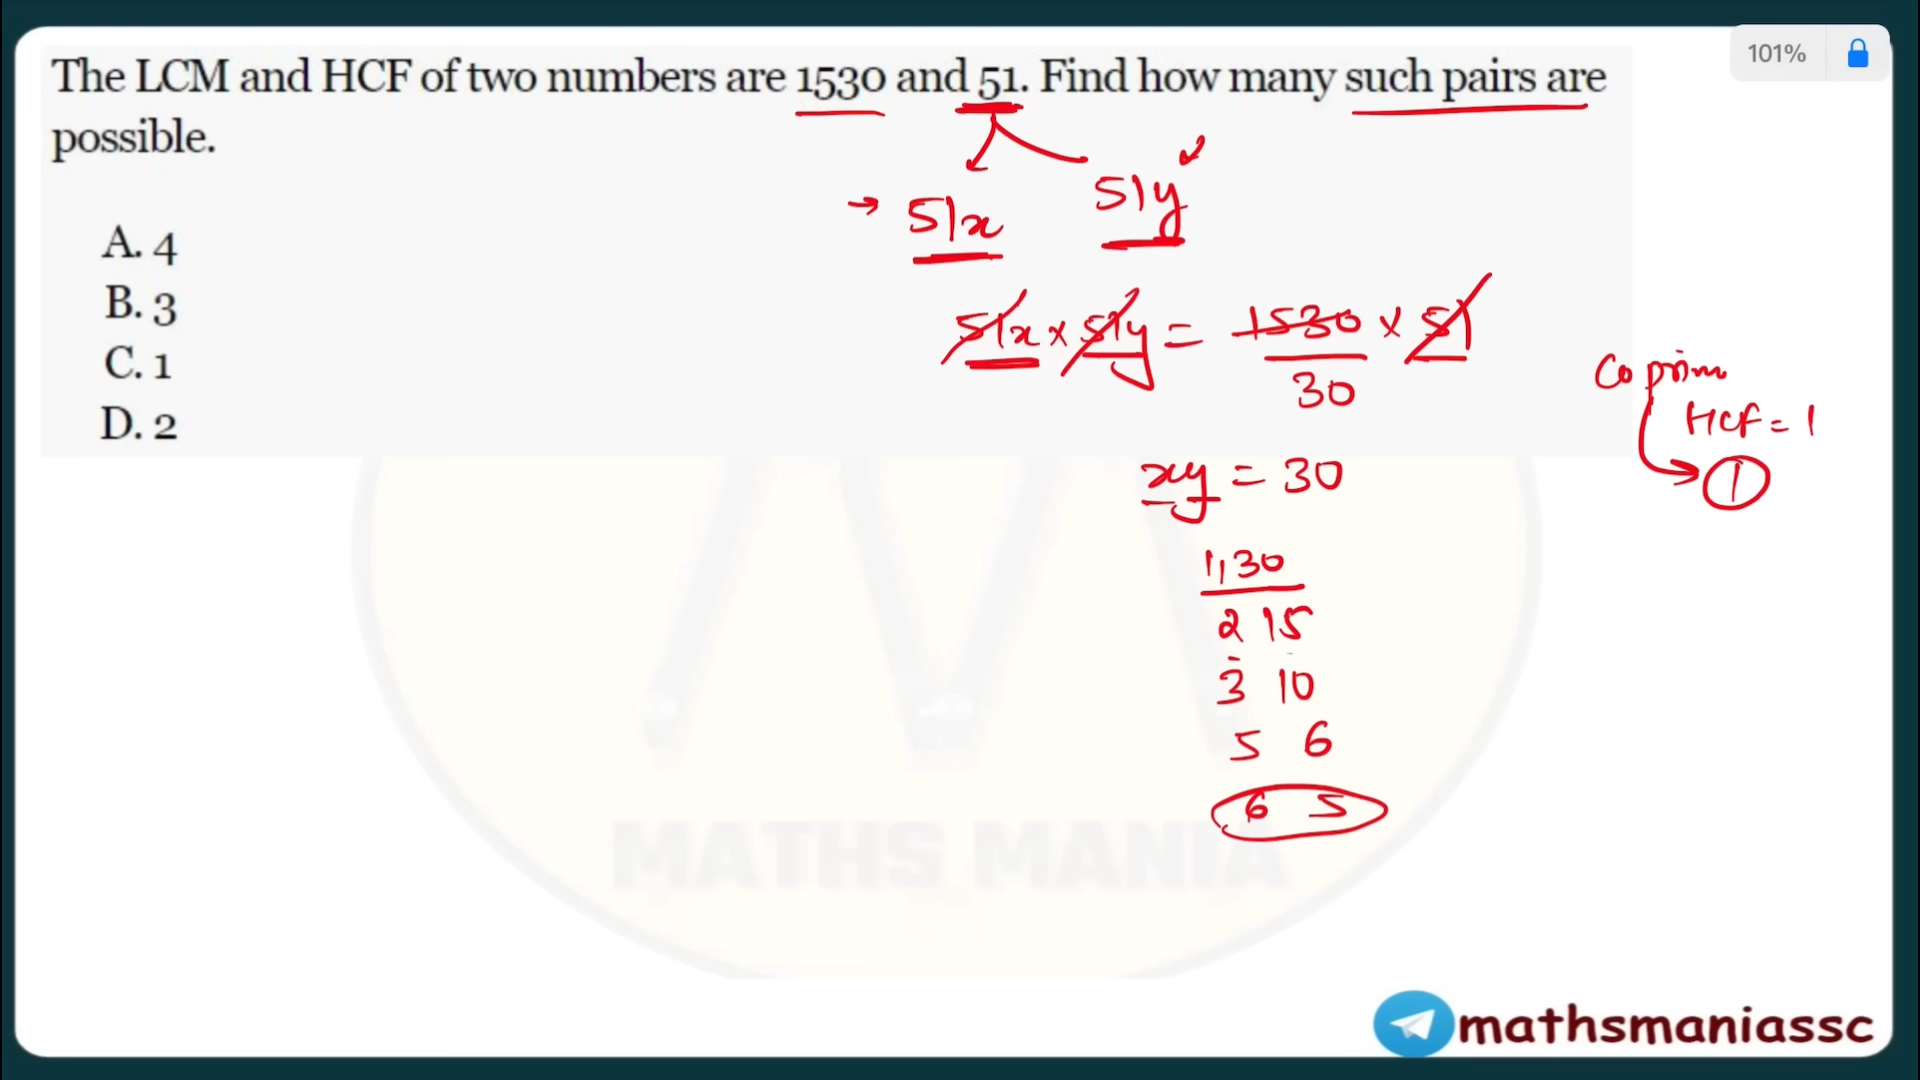 101%
The LCM and HCF of two numbers are 1530 and 51. Find how many such pairs are
possible.
A. 4
B. 3
C. 1
D. 2
→ 51x 51y
51x × 51y = 1530 × 51
30
Co prim
HCF = 1
1
xy = 30
1,30
2 15
3 10
5 6
6 5
MATHS MANIA
mathsmaniassc